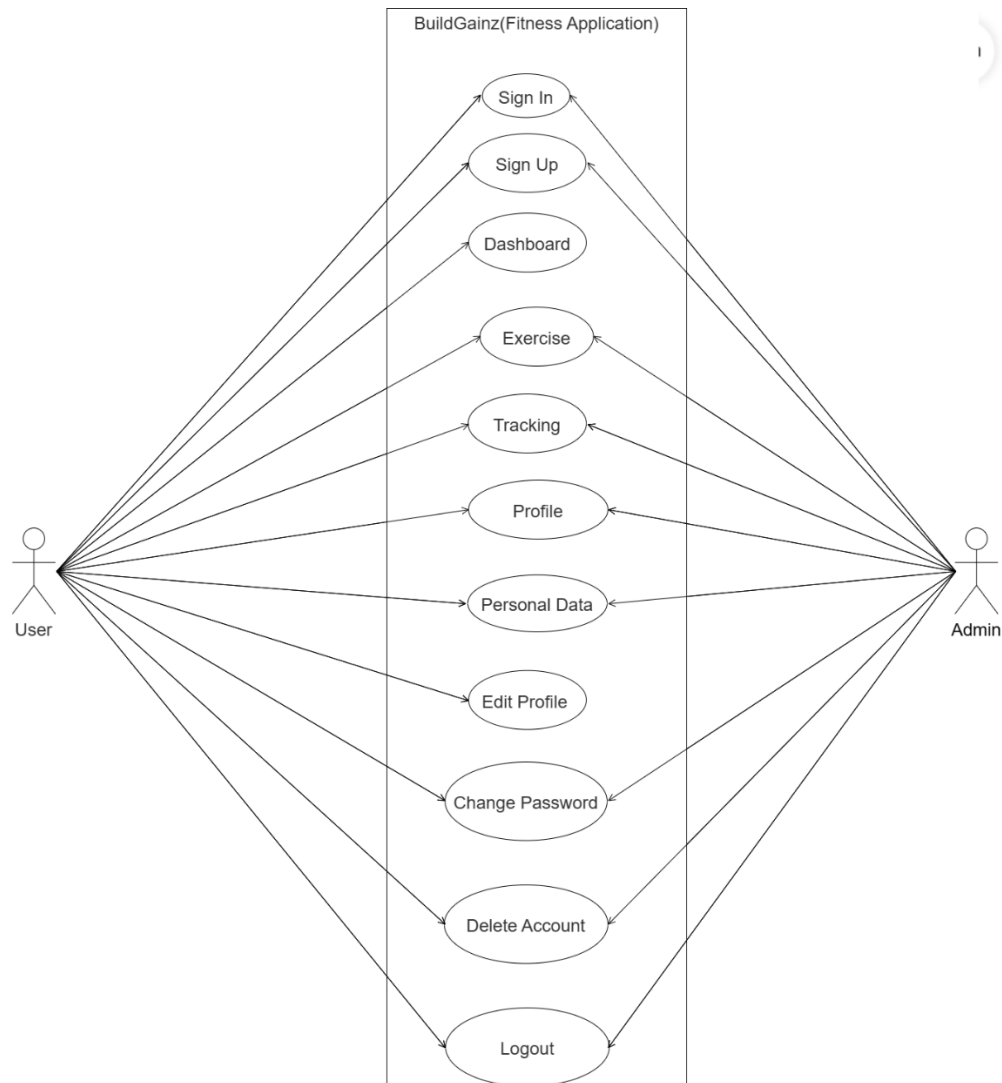 BuildGainz(Fitness Application)
Sign In
Sign Up
Dashboard
Exercise
Tracking
Profile
Personal Data
User
Admin
Edit Profile
Change Password
Delete Account
Logout